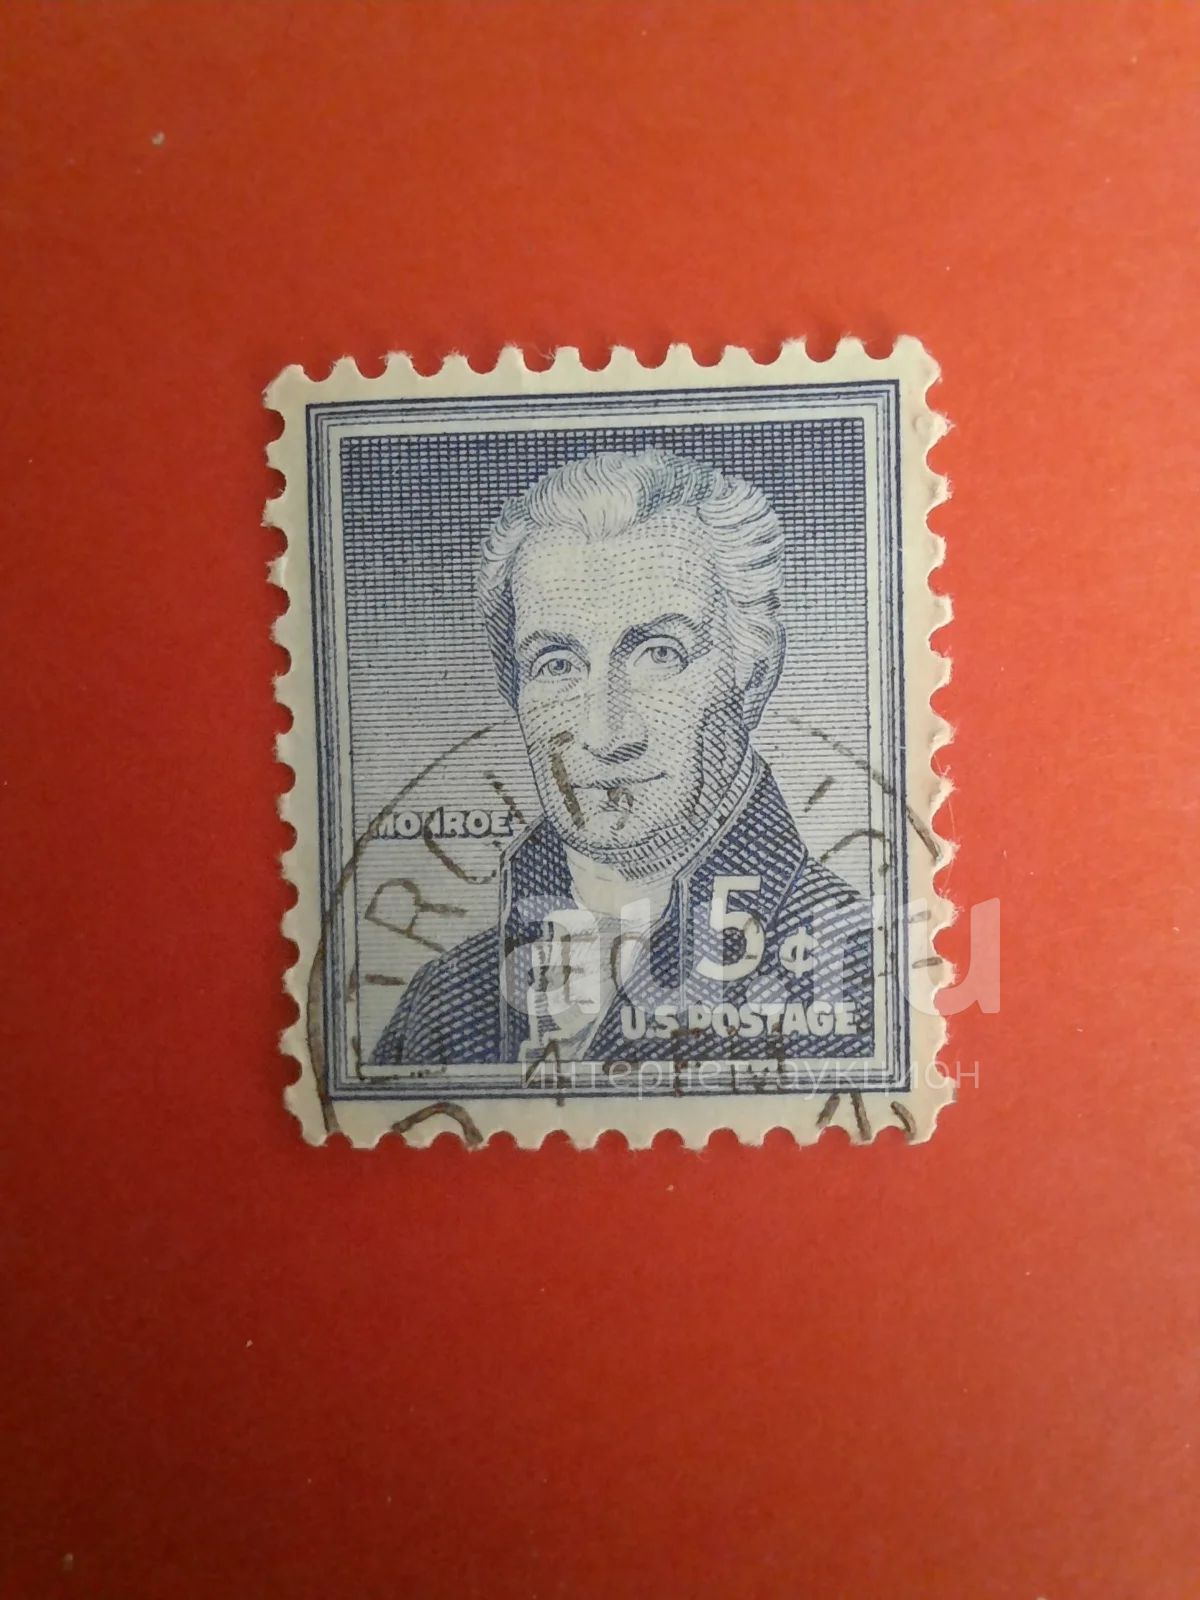 MONROE
5¢
U.S. POSTAGE
au.ru
интернет-аукцион